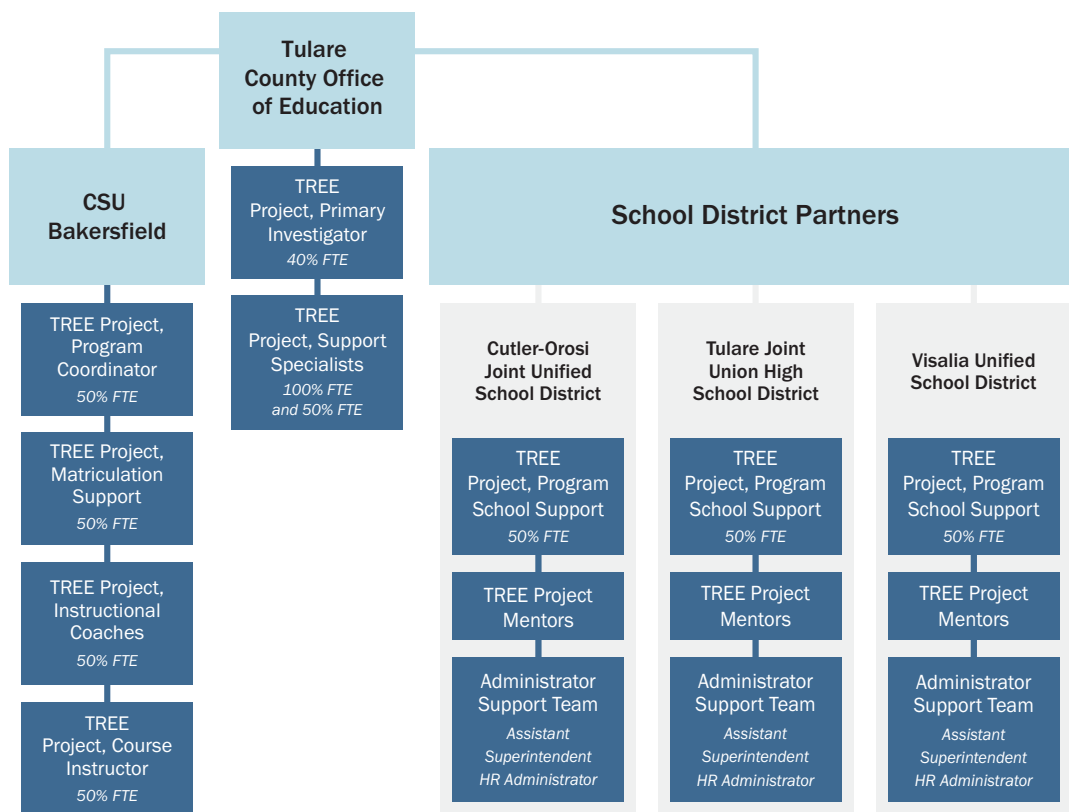 Tulare
County Office
of Education
CSU
Bakersfield
TREE Project,
Program
Coordinator
50% FTE
TREE Project,
Matriculation
Support
50% FTE
TREE Project,
Instructional
Coaches
50% FTE
TREE
Project, Course
Instructor
50% FTE
TREE
Project, Primary
Investigator
40% FTE
TREE
Project, Support
Specialists
100% FTE
and 50% FTE
School District Partners
Cutler-Orosi
Joint Unified
School District
TREE
Project, Program
School Support
50% FTE
TREE Project
Mentors
Administrator
Support Team
Assistant
Superintendent
HR Administrator
Tulare Joint
Union High
School District
TREE
Project, Program
School Support
50% FTE
TREE Project
Mentors
Administrator
Support Team
Assistant
Superintendent
HR Administrator
Visalia Unified
School District
TREE
Project, Program
School Support
50% FTE
TREE Project
Mentors
Administrator
Support Team
Assistant
Superintendent
HR Administrator